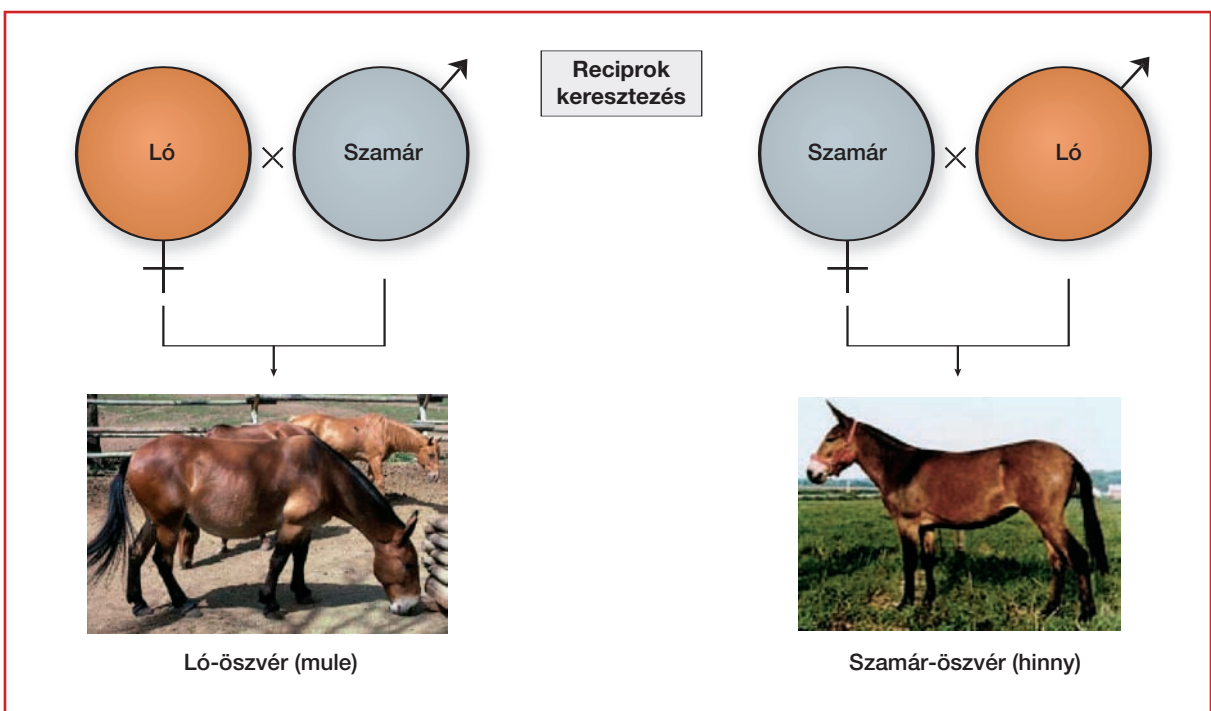 Ló
Szamár
Reciprok
keresztezés
Szamár
Ló
Ló-öszvér (mule)
Szamár-öszvér (hinny)